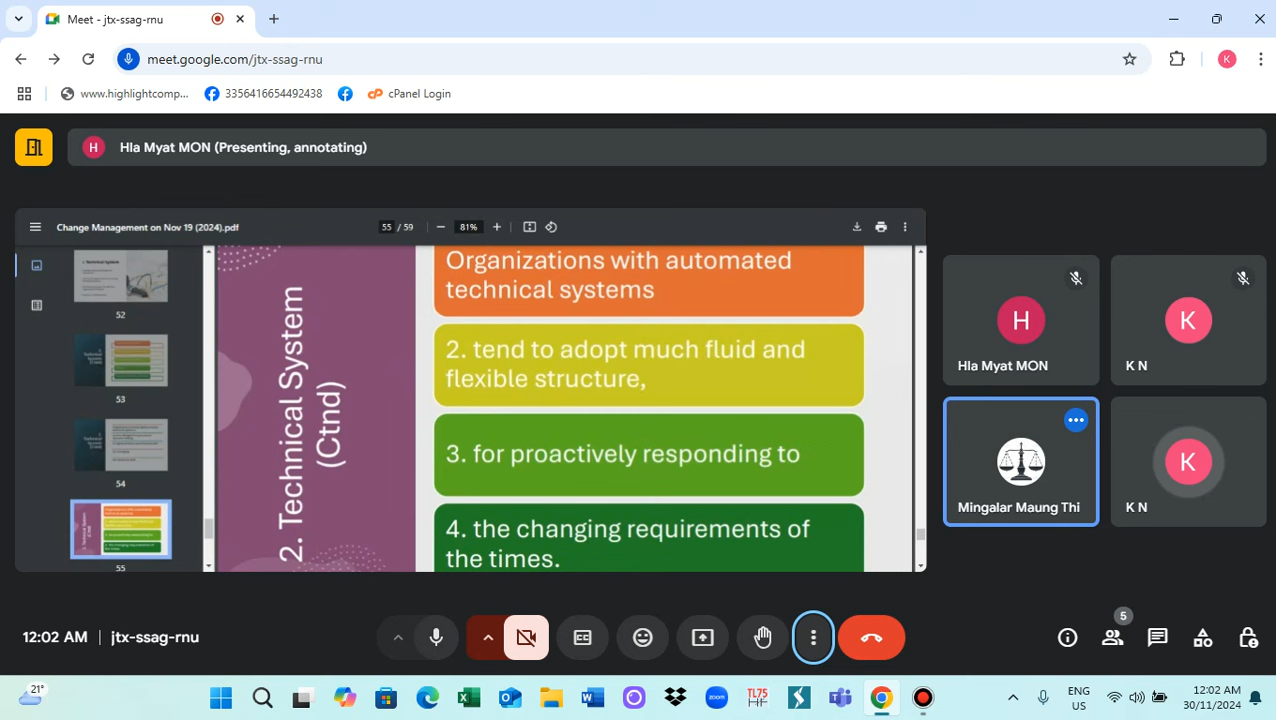 Meet - jtx-ssag-rnu
meet.google.com/jtx-ssag-rnu
K
www.highlightcomp...
3356416654492438
cP
cPanel Login
H
Hla Myat MON (Presenting, annotating)
Change Management on Nov 19 (2024).pdf
55 / 59
81%
52
53
54
55
2. Technical System
(Ctnd)
Organizations with automated
technical systems
2. tend to adopt much fluid and
flexible structure,
3. for proactively responding to
4. the changing requirements of
the times.
H
Hla Myat MON
K
K N
Mingalar Maung Thi
K
K N
12:02 AM
jtx-ssag-rnu
5
21°
zoom
TL75
ENG
US
12:02 AM
30/11/2024